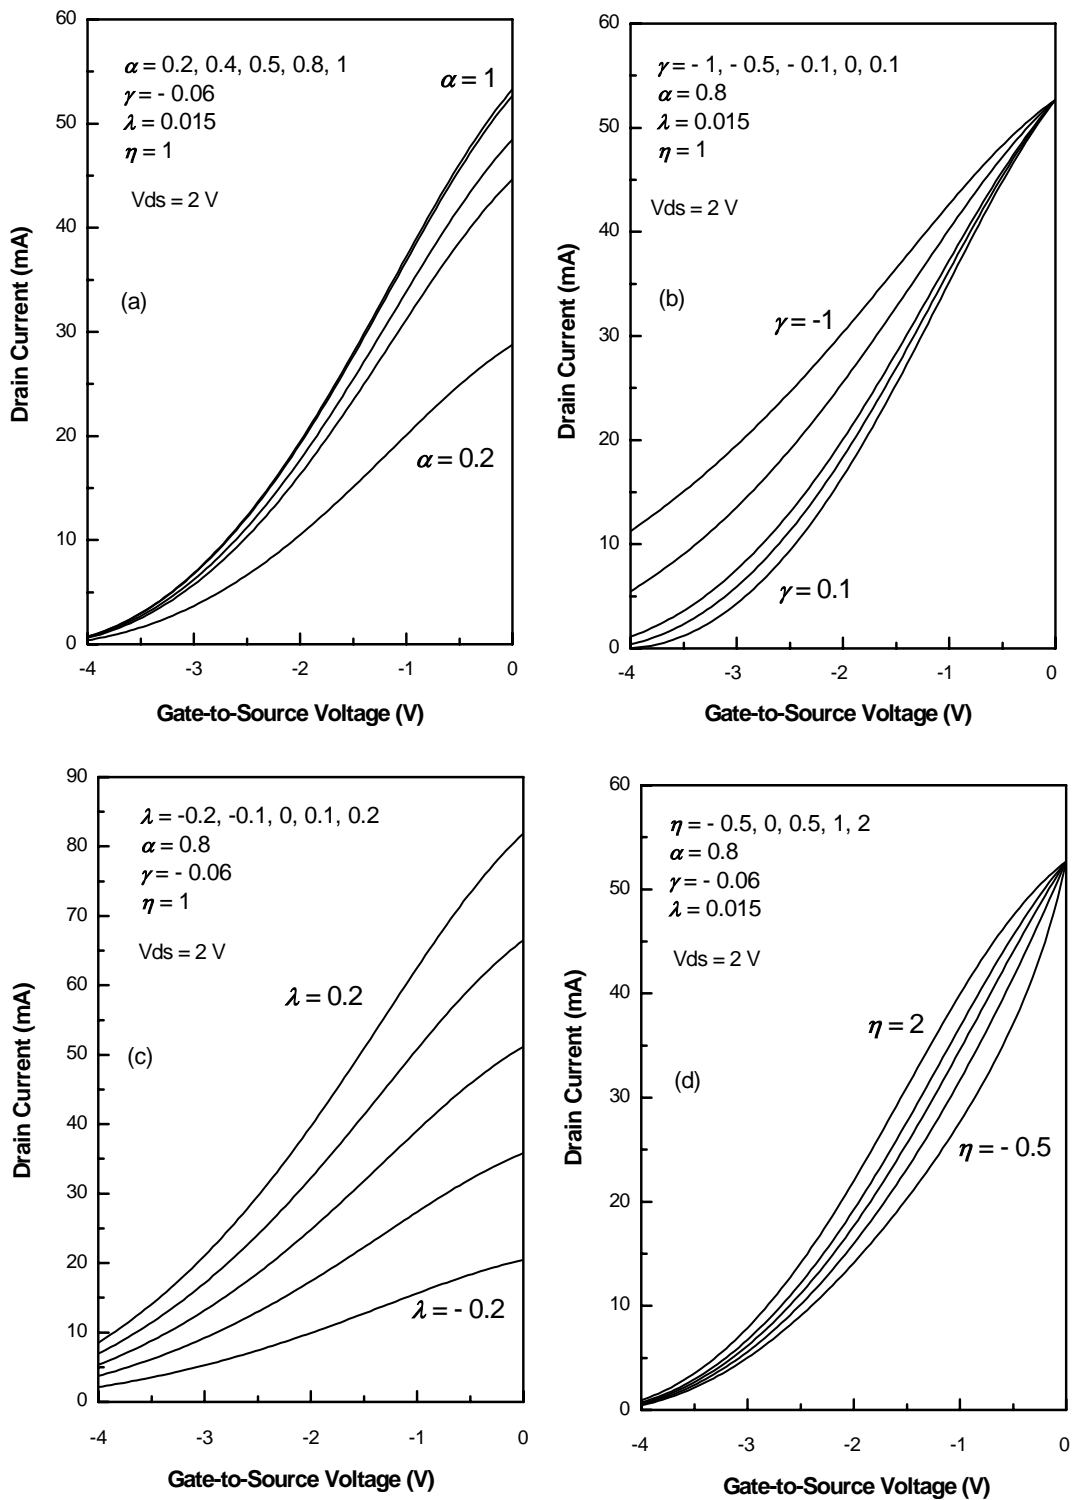 60
50
40
30
20
10
0
-4 -3 -2 -1 0
Drain Current (mA)
Gate-to-Source Voltage (V)
α = 0.2, 0.4, 0.5, 0.8, 1
γ = - 0.06
λ = 0.015
η = 1
Vds = 2 V
(a)
α = 1
α = 0.2
60
50
40
30
20
10
0
-4 -3 -2 -1 0
Drain Current (mA)
Gate-to-Source Voltage (V)
γ = - 1, - 0.5, - 0.1, 0, 0.1
α = 0.8
λ = 0.015
η = 1
Vds = 2 V
(b)
γ = -1
γ = 0.1
90
80
70
60
50
40
30
20
10
0
-4 -3 -2 -1 0
Drain Current (mA)
Gate-to-Source Voltage (V)
λ = -0.2, -0.1, 0, 0.1, 0.2
α = 0.8
γ = - 0.06
η = 1
Vds = 2 V
(c)
λ = 0.2
λ = - 0.2
60
50
40
30
20
10
0
-4 -3 -2 -1 0
Drain Current (mA)
Gate-to-Source Voltage (V)
η = - 0.5, 0, 0.5, 1, 2
α = 0.8
γ = - 0.06
λ = 0.015
Vds = 2 V
(d)
η = 2
η = - 0.5